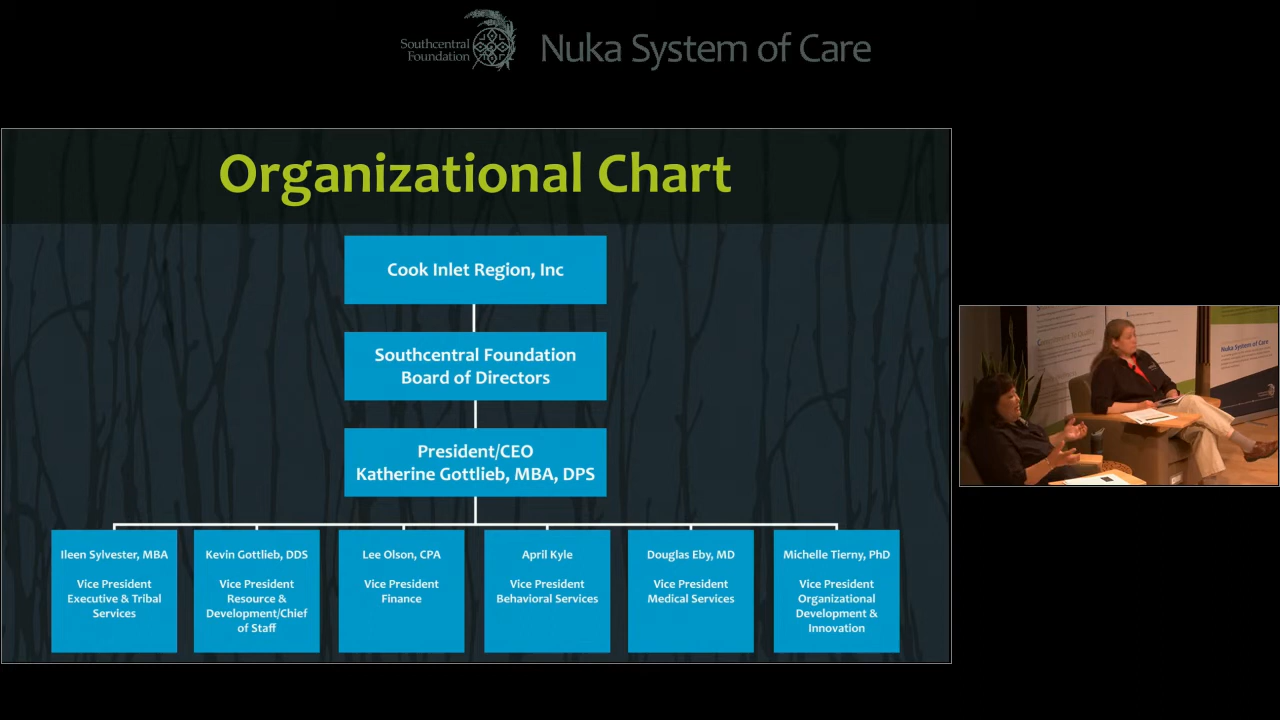 Southcentral
Foundation
Nuka System of Care
Organizational Chart
Cook Inlet Region, Inc
Southcentral Foundation
Board of Directors
President/CEO
Katherine Gottlieb, MBA, DPS
Ileen Sylvester, MBA
Vice President
Executive & Tribal
Services
Kevin Gottlieb, DDS
Vice President
Resource &
Development/Chief
of Staff
Lee Olson, CPA
Vice President
Finance
April Kyle
Vice President
Behavioral Services
Douglas Eby, MD
Vice President
Medical Services
Michelle Tierny, PhD
Vice President
Organizational
Development &
Innovation
Nuka System of Care